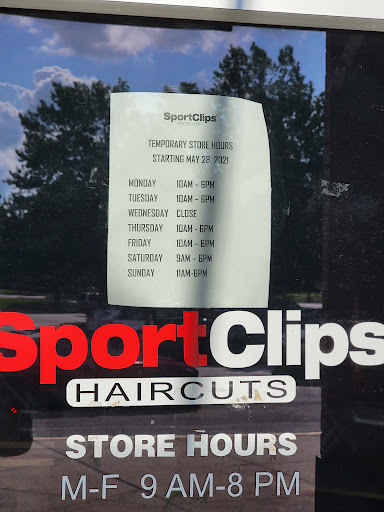 SportClips
TEMPORARY STORE HOURS
STARTING MAY 28, 2021
MONDAY 10AM - 6PM
TUESDAY 10AM - 6PM
WEDNESDAY CLOSE
THURSDAY 10AM - 6PM
FRIDAY 10AM - 6PM
SATURDAY 9AM - 6PM
SUNDAY 11AM-6PM
SportClips
HAIRCUTS
STORE HOURS
M-F 9 AM-8 PM